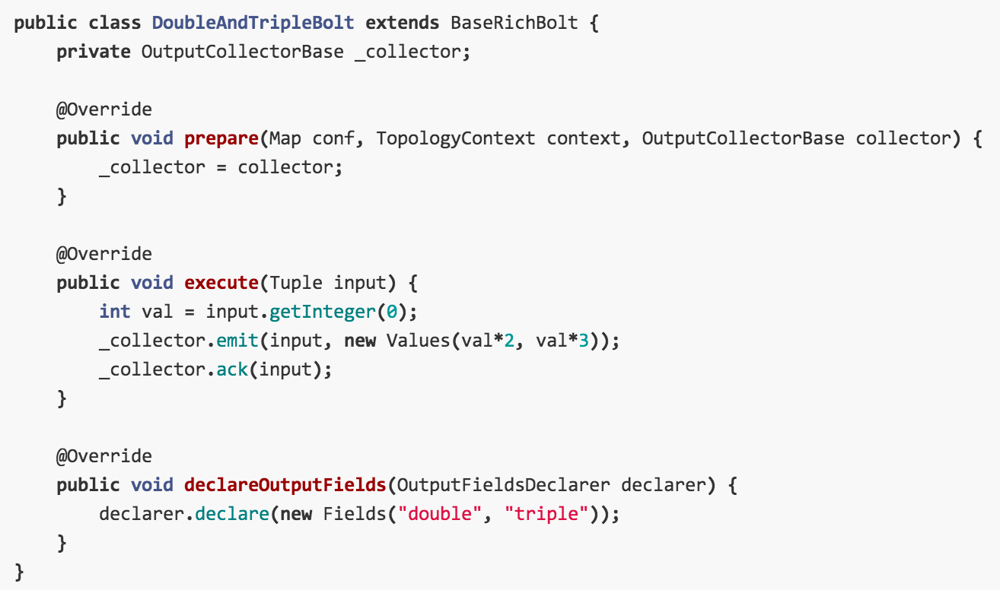 public class DoubleAndTripleBolt extends BaseRichBolt {
    private OutputCollectorBase _collector;

    @Override
    public void prepare(Map conf, TopologyContext context, OutputCollectorBase collector) {
        _collector = collector;
    }

    @Override
    public void execute(Tuple input) {
        int val = input.getInteger(0);
        _collector.emit(input, new Values(val*2, val*3));
        _collector.ack(input);
    }

    @Override
    public void declareOutputFields(OutputFieldsDeclarer declarer) {
        declarer.declare(new Fields("double", "triple"));
    }
}